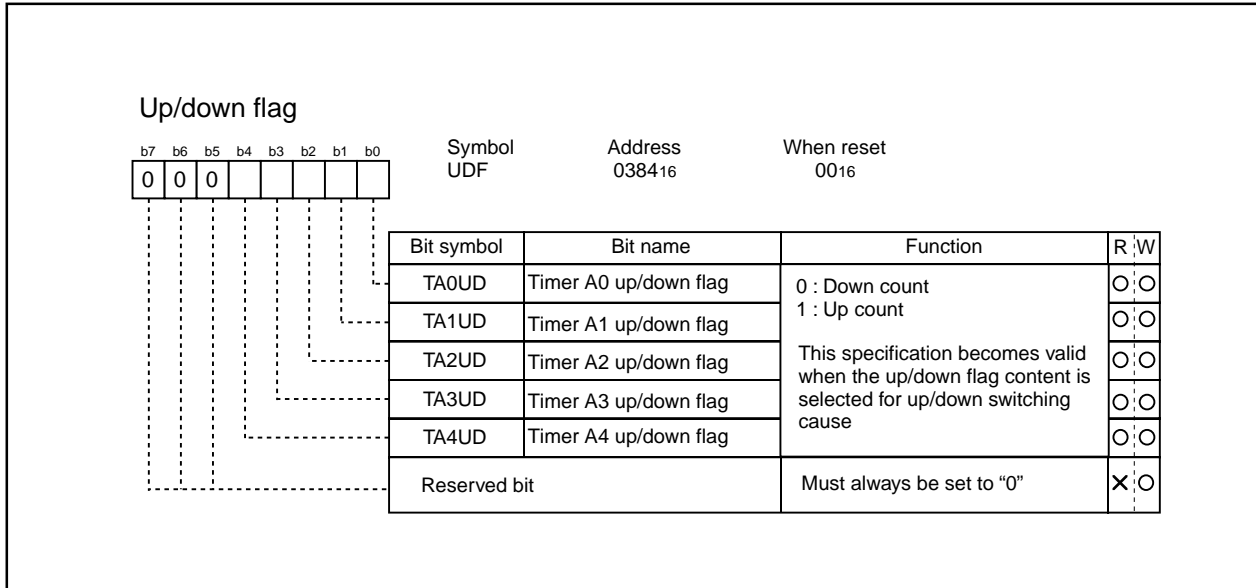 Up/down flag
b7 b6 b5 b4 b3 b2 b1 b0
0 0 0
Symbol Address When reset
UDF 038416 0016
Bit symbol Bit name Function R W
TA0UD Timer A0 up/down flag
TA1UD Timer A1 up/down flag
TA2UD Timer A2 up/down flag
TA3UD Timer A3 up/down flag
TA4UD Timer A4 up/down flag
0 : Down count
1 : Up count
This specification becomes valid
when the up/down flag content is
selected for up/down switching
cause
Reserved bit Must always be set to “0”